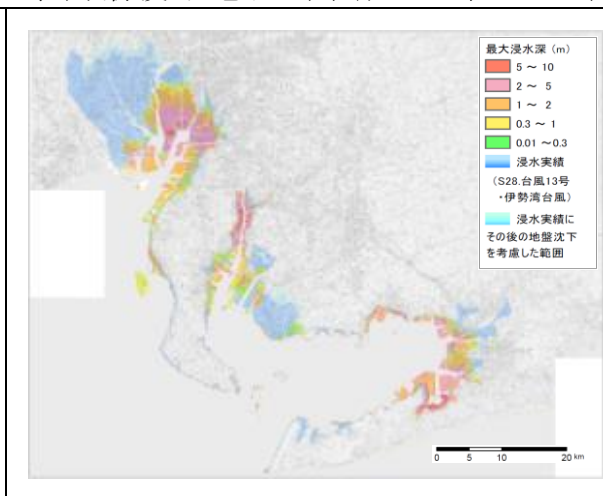 最大浸水深(m)
5 ~ 10
2 ~ 5
1 ~ 2
0.3 ~ 1
0.01 ~0.3
浸水実績
(S28.台風13号
・伊勢湾台風)
浸水実績に
その後の地盤沈下
を考慮した範囲
0 5 10 20 km